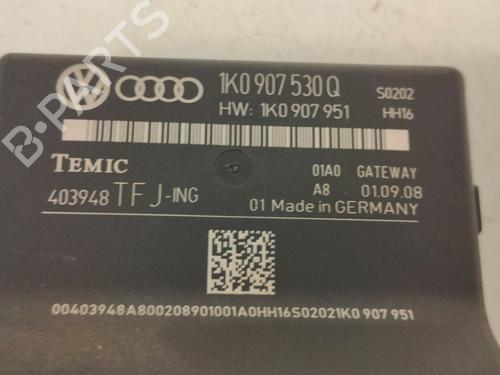 1K0 907 530 Q S0202
HW: 1K0 907 951 HH16
TEMIC 01A0 GATEWAY
403948 TFJ-ING A8 01.09.08
01 Made in GERMANY
00403948A800208901001A0HH16S02021K0 907 951
B-PARTS